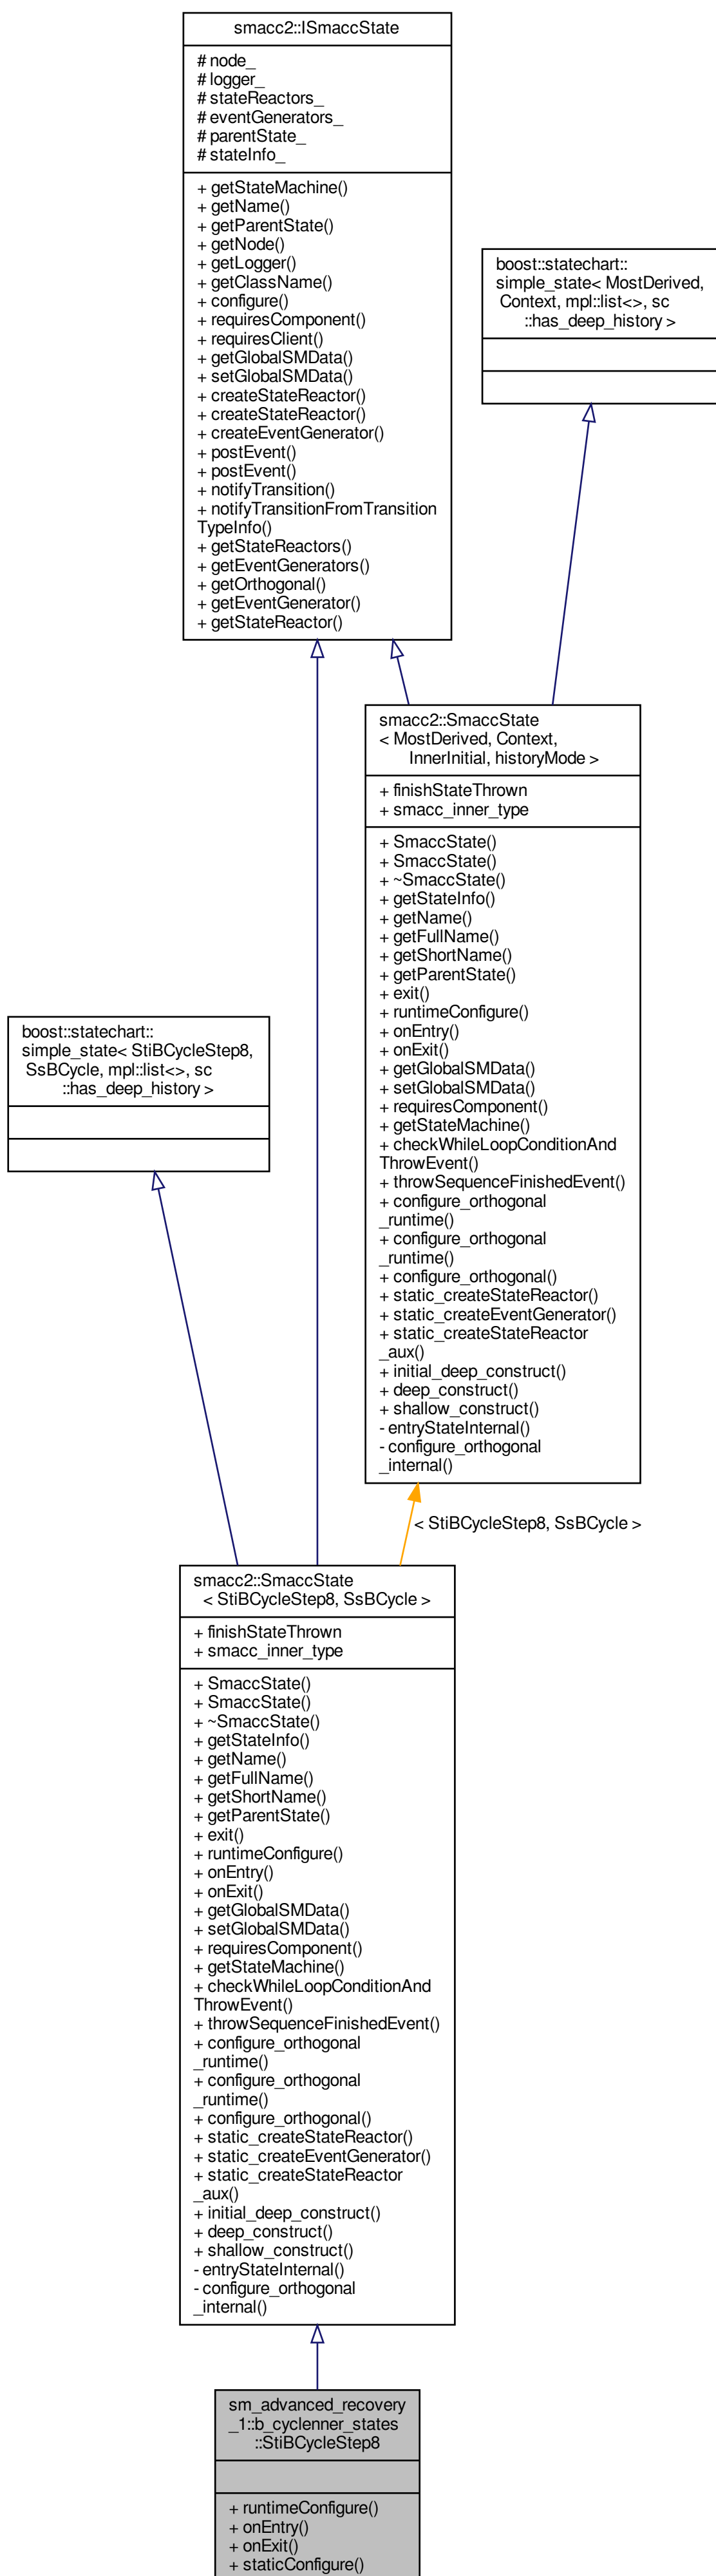 smacc2::ISmaccState
# node_
# logger_
# stateReactors_
# eventGenerators_
# parentState_
# stateInfo_
+ getStateMachine()
+ getName()
+ getParentState()
+ getNode()
+ getLogger()
+ getClassName()
+ configure()
+ requiresComponent()
+ requiresClient()
+ getGlobalSMData()
+ setGlobalSMData()
+ createStateReactor()
+ createStateReactor()
+ createEventGenerator()
+ postEvent()
+ postEvent()
+ notifyTransition()
+ notifyTransitionFromTransition
TypeInfo()
+ getStateReactors()
+ getEventGenerators()
+ getOrthogonal()
+ getEventGenerator()
+ getStateReactor()
boost::statechart::
simple_state< MostDerived,
Context, mpl::list<>, sc
::has_deep_history >
smacc2::SmaccState
< MostDerived, Context,
InnerInitial, historyMode >
+ finishStateThrown
+ smacc_inner_type
+ SmaccState()
+ SmaccState()
+ ~SmaccState()
+ getStateInfo()
+ getName()
+ getFullName()
+ getShortName()
+ getParentState()
+ exit()
+ runtimeConfigure()
+ onEntry()
+ onExit()
+ getGlobalSMData()
+ setGlobalSMData()
+ requiresComponent()
+ getStateMachine()
+ checkWhileLoopConditionAnd
ThrowEvent()
+ throwSequenceFinishedEvent()
+ configure_orthogonal
_runtime()
+ configure_orthogonal
_runtime()
+ configure_orthogonal()
+ static_createStateReactor()
+ static_createEventGenerator()
+ static_createStateReactor
_aux()
+ initial_deep_construct()
+ deep_construct()
+ shallow_construct()
- entryStateInternal()
- configure_orthogonal
_internal()
boost::statechart::
simple_state< StiBCycleStep8,
SsBCycle, mpl::list<>, sc
::has_deep_history >
< StiBCycleStep8, SsBCycle >
smacc2::SmaccState
< StiBCycleStep8, SsBCycle >
+ finishStateThrown
+ smacc_inner_type
+ SmaccState()
+ SmaccState()
+ ~SmaccState()
+ getStateInfo()
+ getName()
+ getFullName()
+ getShortName()
+ getParentState()
+ exit()
+ runtimeConfigure()
+ onEntry()
+ onExit()
+ getGlobalSMData()
+ setGlobalSMData()
+ requiresComponent()
+ getStateMachine()
+ checkWhileLoopConditionAnd
ThrowEvent()
+ throwSequenceFinishedEvent()
+ configure_orthogonal
_runtime()
+ configure_orthogonal
_runtime()
+ configure_orthogonal()
+ static_createStateReactor()
+ static_createEventGenerator()
+ static_createStateReactor
_aux()
+ initial_deep_construct()
+ deep_construct()
+ shallow_construct()
- entryStateInternal()
- configure_orthogonal
_internal()
sm_advanced_recovery
_1::b_cyclenner_states
::StiBCycleStep8
+ runtimeConfigure()
+ onEntry()
+ onExit()
+ staticConfigure()